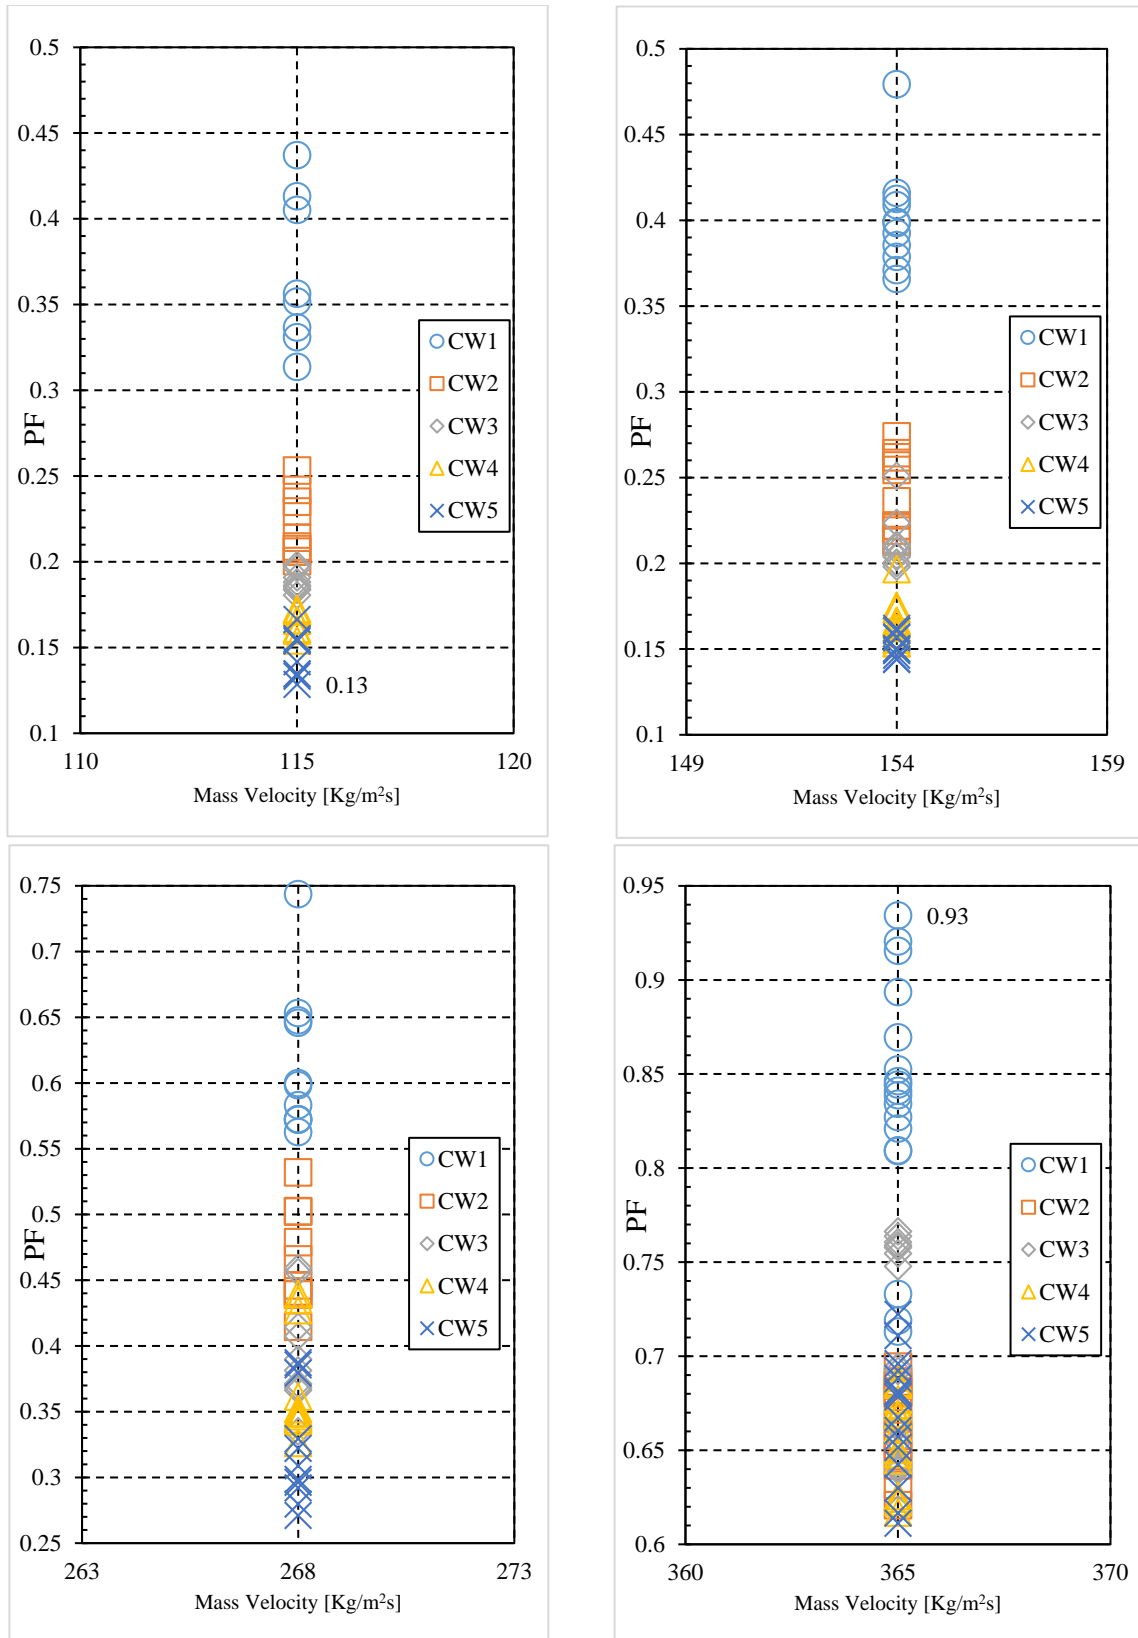 0.5
0.45
0.4
0.35
0.3
0.25
0.2
0.15
0.1
PF
CW1
CW2
CW3
CW4
CW5
0.13
110 115 120
Mass Velocity [Kg/m²s]
0.5
0.45
0.4
0.35
0.3
0.25
0.2
0.15
0.1
PF
CW1
CW2
CW3
CW4
CW5
149 154 159
Mass Velocity [Kg/m²s]
0.75
0.7
0.65
0.6
0.55
0.5
0.45
0.4
0.35
0.3
0.25
PF
CW1
CW2
CW3
CW4
CW5
263 268 273
Mass Velocity [Kg/m²s]
0.95
0.9
0.85
0.8
0.75
0.7
0.65
0.6
PF
0.93
CW1
CW2
CW3
CW4
CW5
360 365 370
Mass Velocity [Kg/m²s]